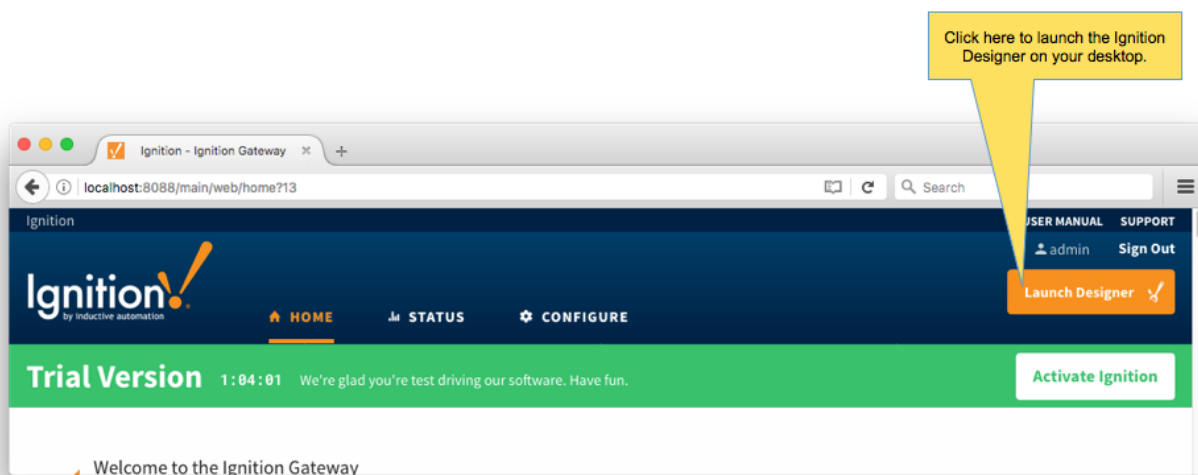 Click here to launch the Ignition
Designer on your desktop.
Ignition - Ignition Gateway
localhost:8088/main/web/home?13
Search
Ignition
USER MANUAL SUPPORT
admin Sign Out
Ignition!
by inductive automation
Launch Designer
HOME STATUS CONFIGURE
Trial Version 1:04:01 We're glad you're test driving our software. Have fun.
Activate Ignition
Welcome to the Ignition Gateway